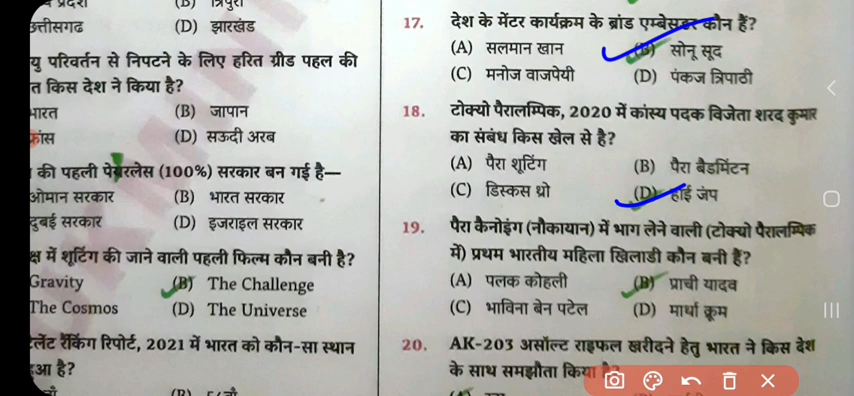 (B) त्रिपुरा
(D) झारखंड
परिवर्तन से निपटने के लिए हरित ग्रीड पहल की
किस देश ने किया है?
भारत
(B) जापान
(D) सऊदी अरब
की पहली पेपरलेस (100%) सरकार बन गई है—
ओमान सरकार
(B) भारत सरकार
दुबई सरकार
(D) इजराइल सरकार
में शूटिंग की जाने वाली पहली फिल्म कौन बनी है?
Gravity
(B) The Challenge
The Cosmos
(D) The Universe
रैंकिंग रिपोर्ट, 2021 में भारत को कौन-सा स्थान
है?
17. देश के मेंटर कार्यक्रम के ब्रांड एम्बेसडर कौन हैं?
(A) सलमान खान
(B) सोनू सूद
(C) मनोज वाजपेयी
(D) पंकज त्रिपाठी
18. टोक्यो पैरालम्पिक, 2020 में कांस्य पदक विजेता शरद कुमार
का संबंध किस खेल से है?
(A) पैरा शूटिंग
(B) पैरा बैडमिंटन
(C) डिस्कस थ्रो
(D) हाई जंप
19. पैरा कैनोइंग (नौकायान) में भाग लेने वाली (टोक्यो पैरालम्पिक
में) प्रथम भारतीय महिला खिलाडी कौन बनी हैं?
(A) पलक कोहली
(B) प्राची यादव
(C) भाविना बेन पटेल
(D) मार्था क्रूम
20. AK-203 असॉल्ट राइफल खरीदने हेतु भारत ने किस देश
के साथ समझौता किया